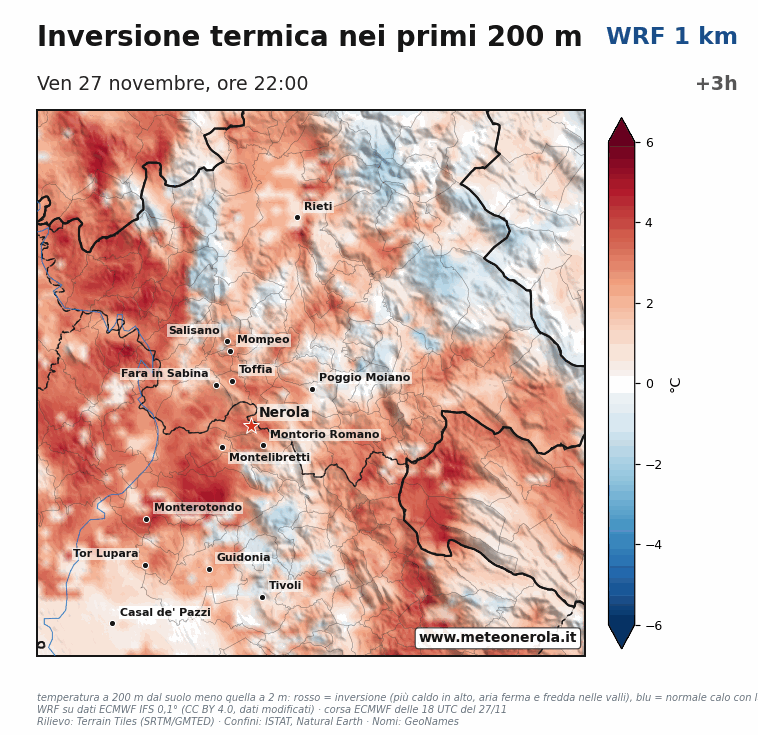 Inversione termica nei primi 200 m WRF 1 km
Ven 27 novembre, ore 22:00 +3h
Rieti
Salisano
Mompeo
Fara in Sabina
Toffia
Poggio Moiano
Nerola
Montorio Romano
Montelibretti
Monterotondo
Tor Lupara
Guidonia
Tivoli
Casal de' Pazzi
www.meteonerola.it
6
4
2
0
−2
−4
−6
°C
temperatura a 200 m dal suolo meno quella a 2 m: rosso = inversione (più caldo in alto, aria ferma e fredda nelle valli), blu = normale calo con
WRF su dati ECMWF IFS 0,1° (CC BY 4.0, dati modificati) · corsa ECMWF delle 18 UTC del 27/11
Rilievo: Terrain Tiles (SRTM/GMTED) · Confini: ISTAT, Natural Earth · Nomi: GeoNames